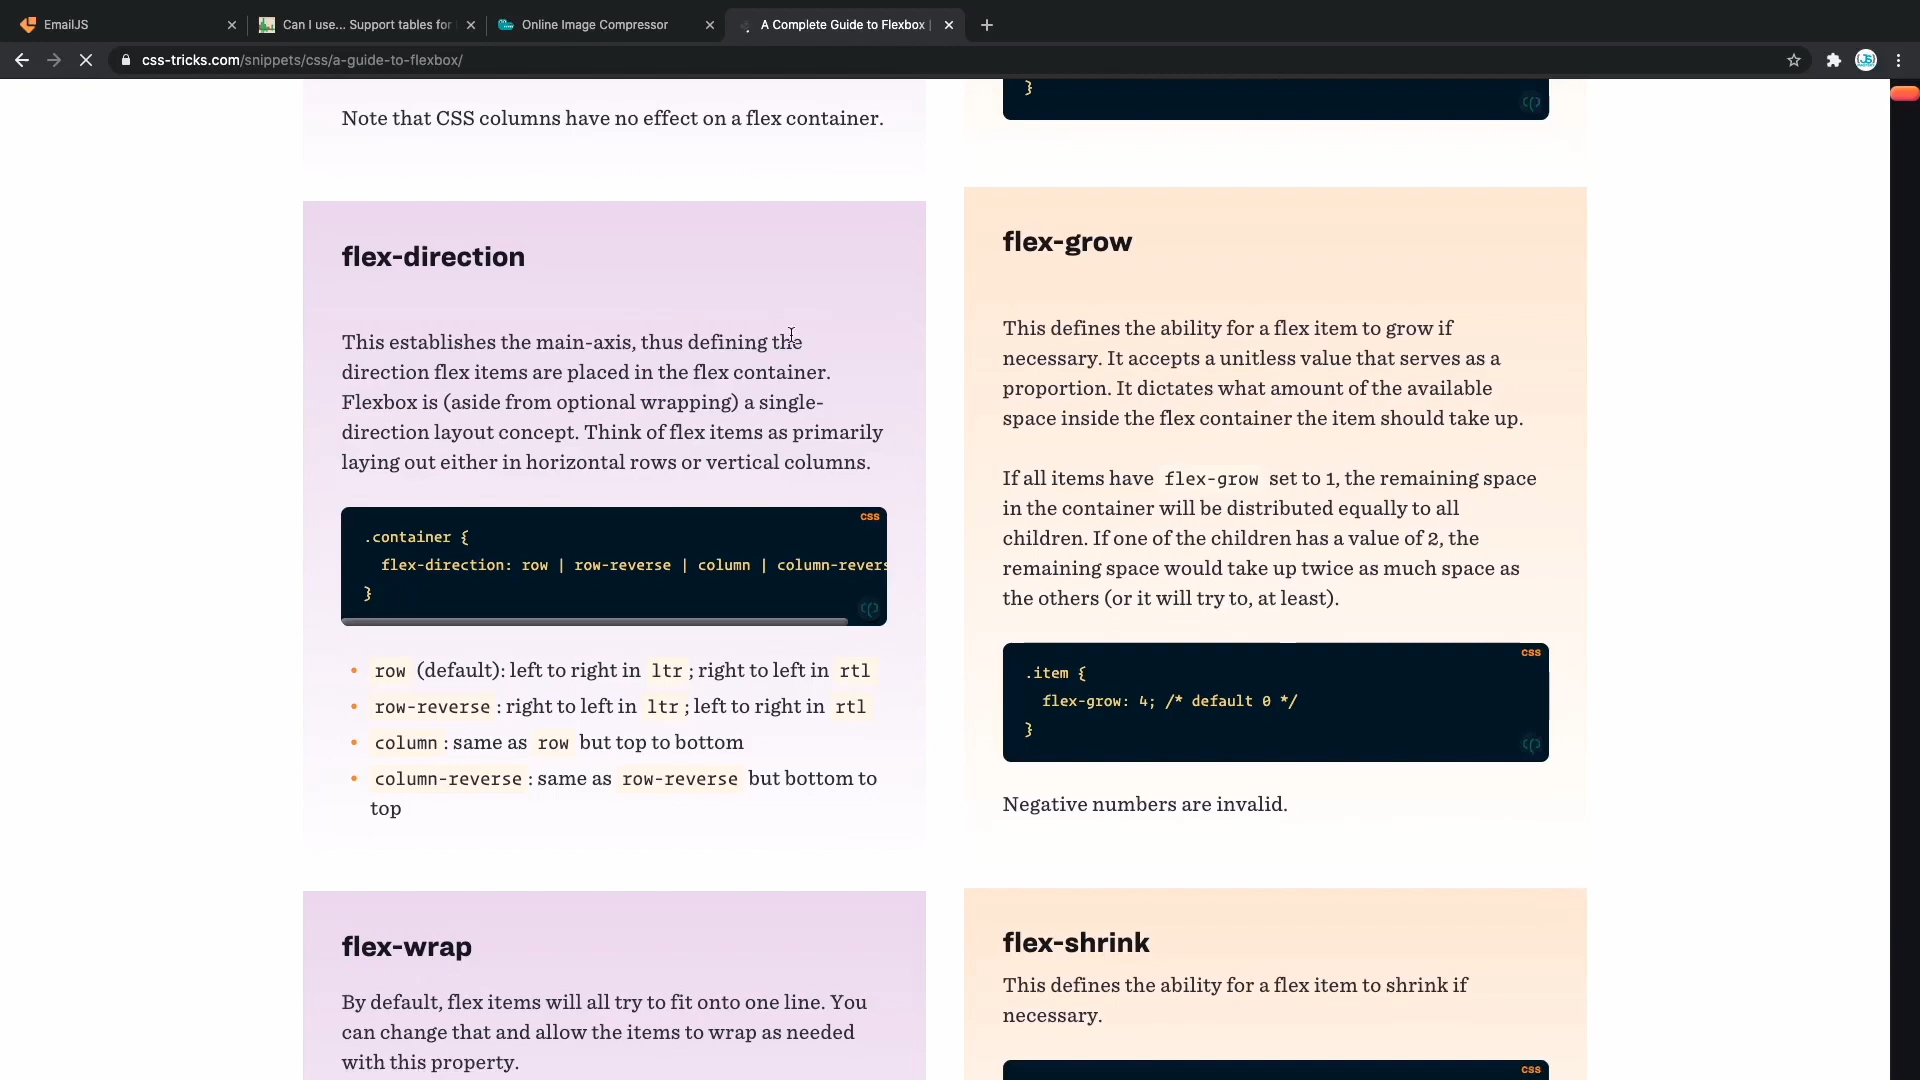 EmailJS
Can I use... Support tables for
Online Image Compressor
A Complete Guide to Flexbox |
css-tricks.com/snippets/css/a-guide-to-flexbox/
Note that CSS columns have no effect on a flex container.
flex-direction
This establishes the main-axis, thus defining the
direction flex items are placed in the flex container.
Flexbox is (aside from optional wrapping) a single-
direction layout concept. Think of flex items as primarily
laying out either in horizontal rows or vertical columns.
CSS
.container {
flex-direction: row | row-reverse | column | column-revers
}
• row (default): left to right in ltr; right to left in rtl
• row-reverse: right to left in ltr; left to right in rtl
• column: same as row but top to bottom
• column-reverse: same as row-reverse but bottom to
top
flex-wrap
By default, flex items will all try to fit onto one line. You
can change that and allow the items to wrap as needed
with this property.
}
flex-grow
This defines the ability for a flex item to grow if
necessary. It accepts a unitless value that serves as a
proportion. It dictates what amount of the available
space inside the flex container the item should take up.
If all items have flex-grow set to 1, the remaining space
in the container will be distributed equally to all
children. If one of the children has a value of 2, the
remaining space would take up twice as much space as
the others (or it will try to, at least).
CSS
.item {
flex-grow: 4; /* default 0 */
}
Negative numbers are invalid.
flex-shrink
This defines the ability for a flex item to shrink if
necessary.
CSS